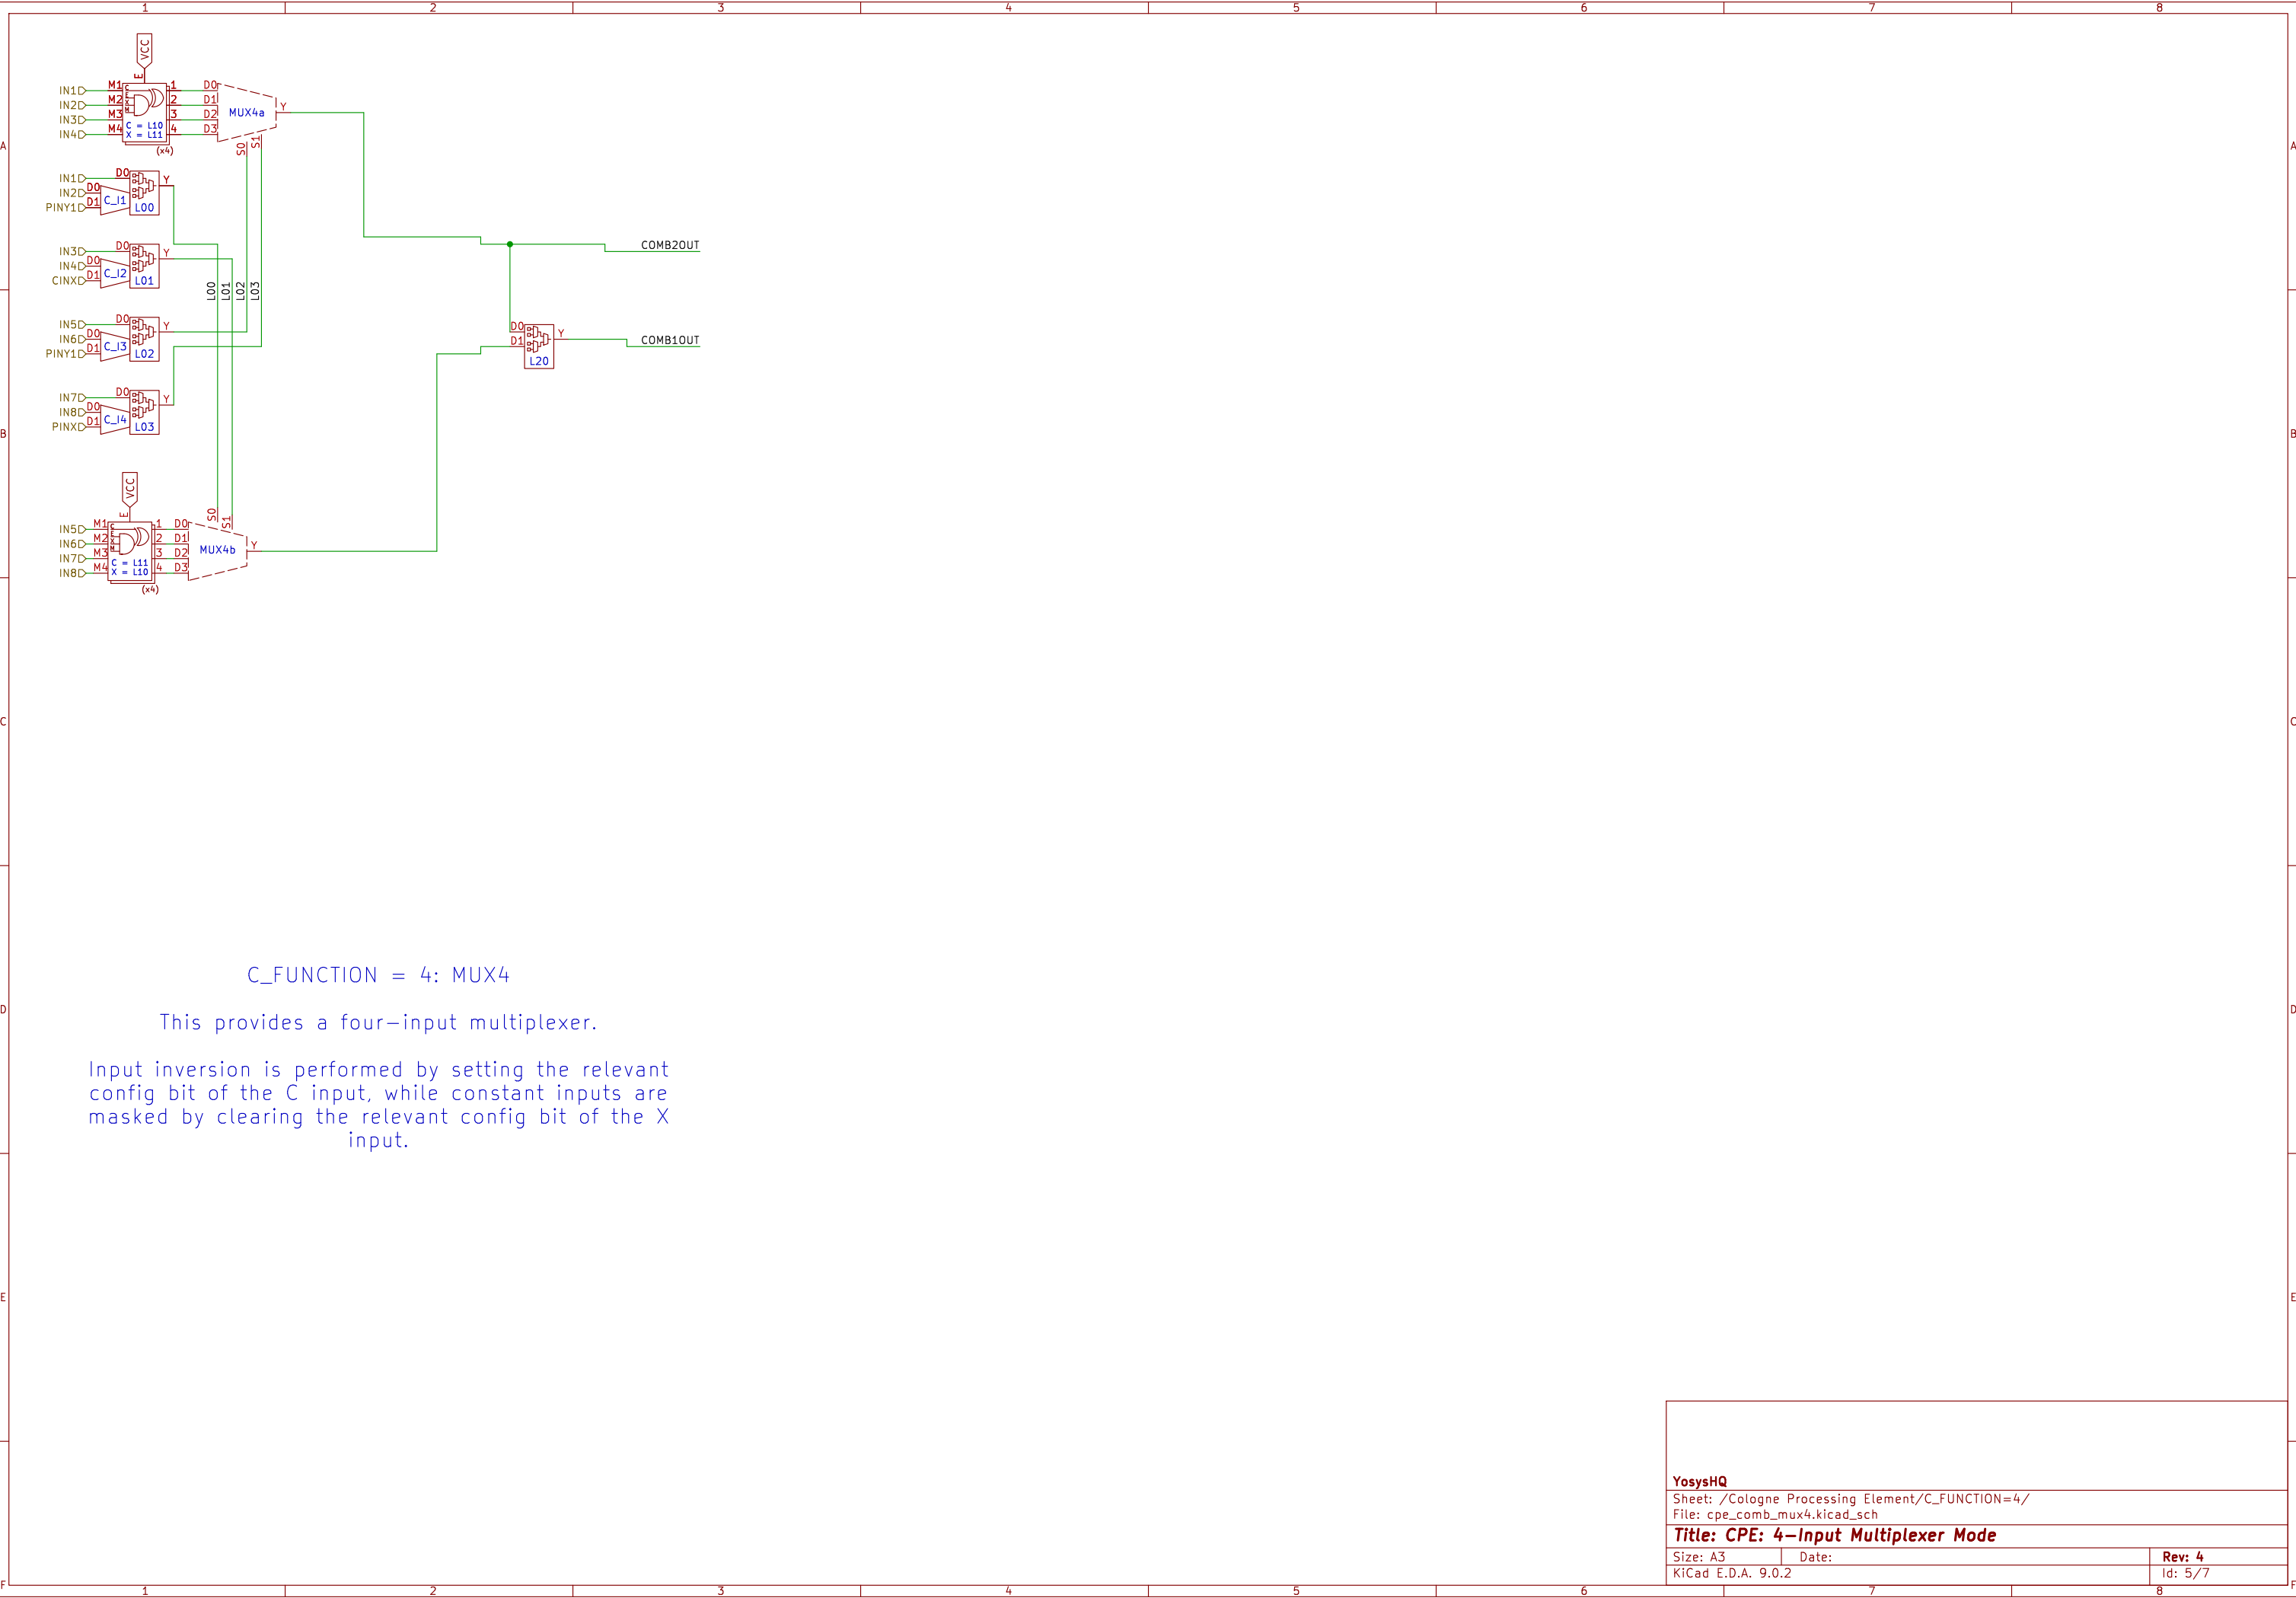 1 2 3 4 5 6 7 8
VCC
E
IN1 M1 C 1 D0
IN2 M2 E 2 D1 MUX4a Y
IN3 M3 X 3 D2
IN4 M4 M 4 D3
C = L10
X = L11
(x4)
S0 S1
A A
IN1 D0 Y
IN2 D0
PINY1 D1 C_I1 L00
IN3 D0 Y
IN4 D0
CINX D1 C_I2 L01
L00 L01 L02 L03
COMB2OUT
IN5 D0 Y
IN6 D0
PINY1 D1 C_I3 L02
D0 Y
D1 L20
COMB1OUT
IN7 D0 Y
IN8 D0
PINX D1 C_I4 L03
B B
VCC
E
S0 S1
IN5 M1 C 1 D0
IN6 M2 E 2 D1 MUX4b Y
IN7 M3 X 3 D2
IN8 M4 M 4 D3
C = L11
X = L10
(x4)
C C
C_FUNCTION = 4: MUX4
D D
This provides a four-input multiplexer.
Input inversion is performed by setting the relevant
config bit of the C input, while constant inputs are
masked by clearing the relevant config bit of the X
input.
E E
YosysHQ
Sheet: /Cologne Processing Element/C_FUNCTION=4/
File: cpe_comb_mux4.kicad_sch
Title: CPE: 4-Input Multiplexer Mode
Size: A3 Date: Rev: 4
KiCad E.D.A. 9.0.2 Id: 5/7
F F
1 2 3 4 5 6 7 8